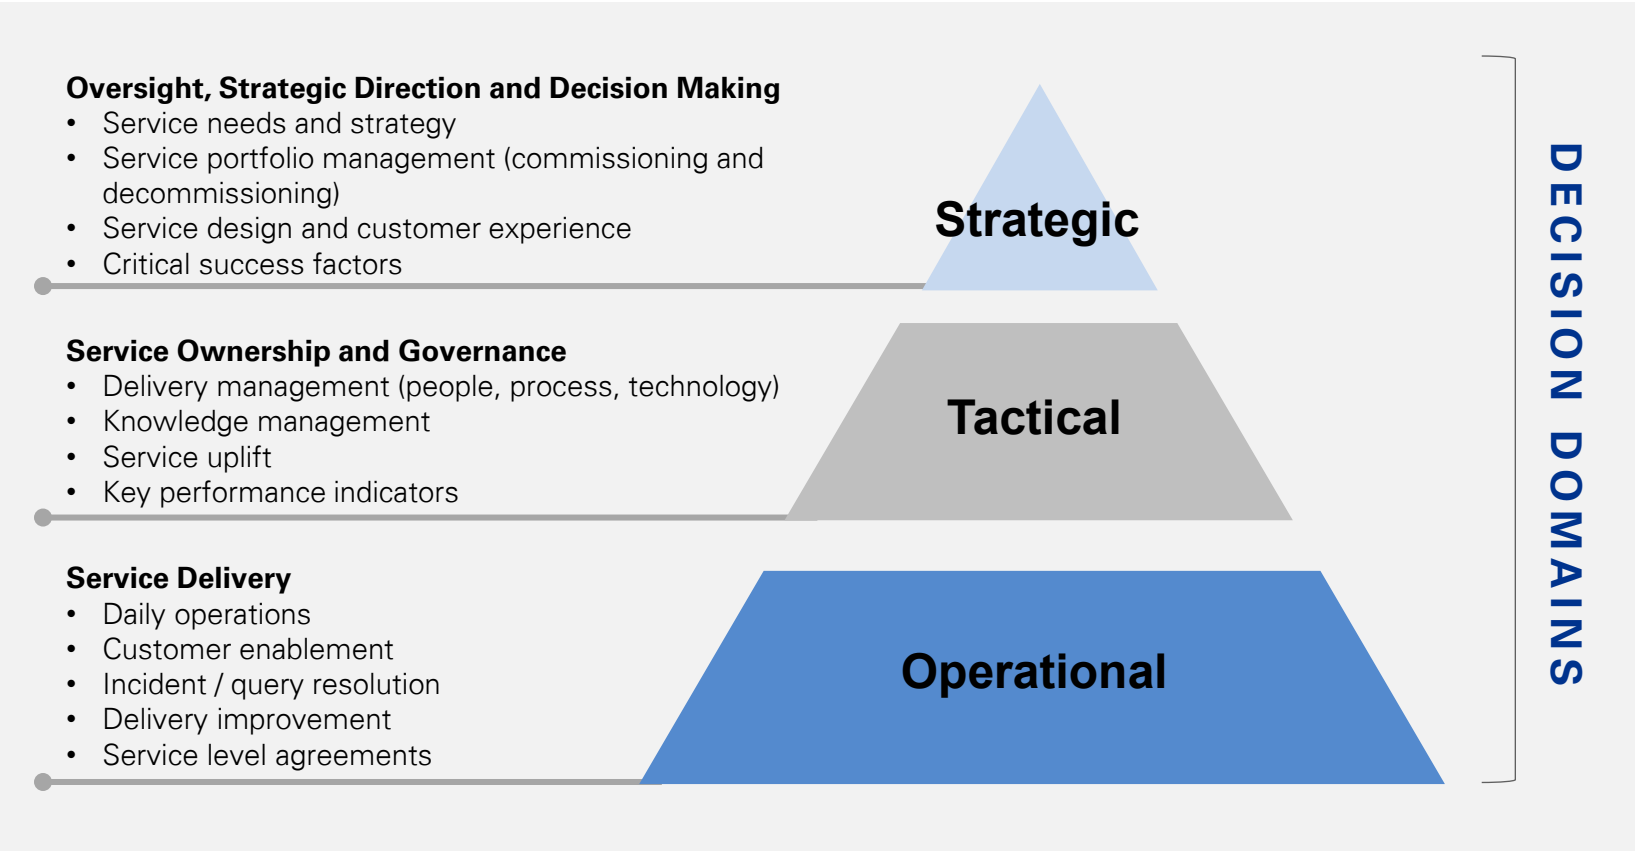 Oversight, Strategic Direction and Decision Making
• Service needs and strategy
• Service portfolio management (commissioning and
decommissioning)
• Service design and customer experience
• Critical success factors
Strategic
Service Ownership and Governance
• Delivery management (people, process, technology)
• Knowledge management
• Service uplift
• Key performance indicators
Tactical
Service Delivery
• Daily operations
• Customer enablement
• Incident / query resolution
• Delivery improvement
• Service level agreements
Operational
DECISION DOMAINS